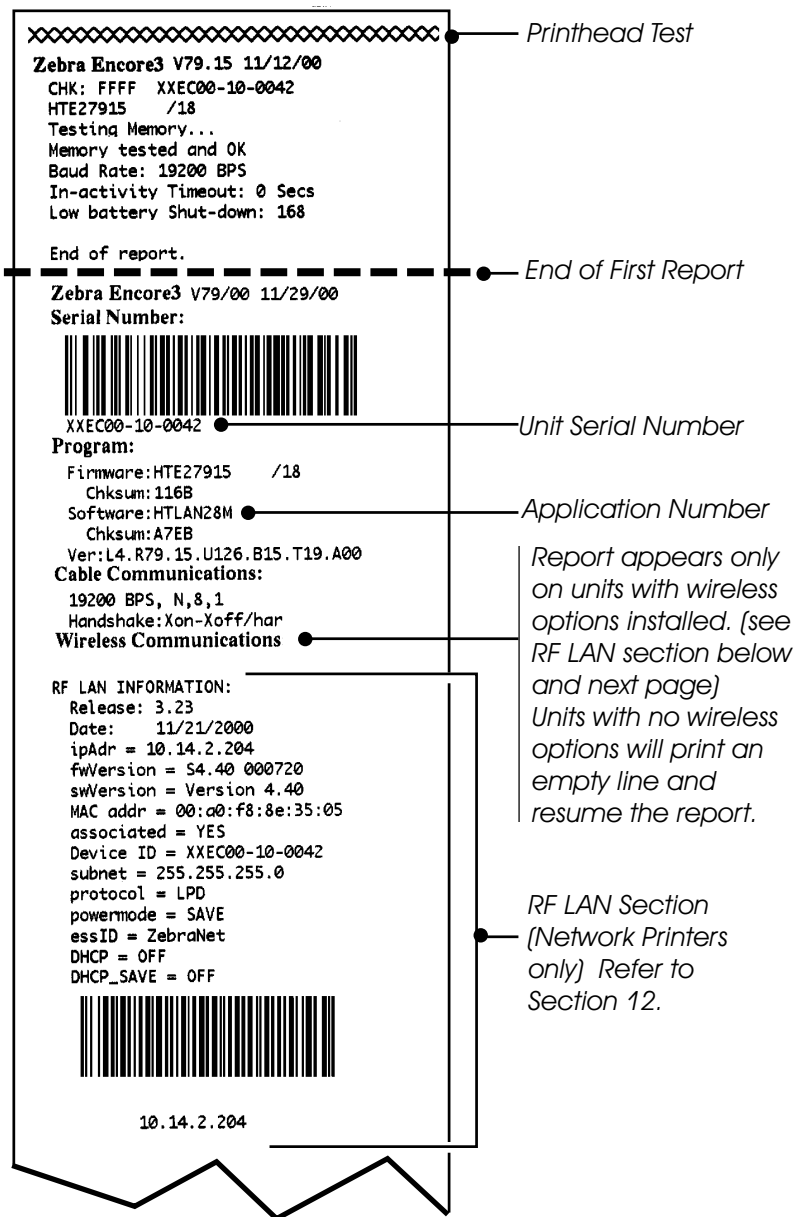 Printhead Test
Zebra Encore3 V79.15 11/12/00
CHK: FFFF XXEC00-10-0042
HTE27915 /18
Testing Memory...
Memory tested and OK
Baud Rate: 19200 BPS
In-activity Timeout: 0 Secs
Low battery Shut-down: 168
End of report.
End of First Report
Zebra Encore3 V79/00 11/29/00
Serial Number:
XXEC00-10-0042
Unit Serial Number
Program:
Firmware:HTE27915 /18
Chksum:116B
Software:HTLAN28M
Application Number
Chksum:A7EB
Ver:L4.R79.15.U126.B15.T19.A00
Cable Communications:
19200 BPS, N,8,1
Handshake:Xon-Xoff/har
Wireless Communications
Report appears only
on units with wireless
options installed. (see
RF LAN section below
and next page)
Units with no wireless
options will print an
empty line and
resume the report.
RF LAN INFORMATION:
Release: 3.23
Date: 11/21/2000
ipAdr = 10.14.2.204
fwVersion = S4.40 000720
swVersion = Version 4.40
MAC addr = 00:a0:f8:8e:35:05
associated = YES
Device ID = XXEC00-10-0042
subnet = 255.255.255.0
protocol = LPD
powermode = SAVE
essID = ZebraNet
DHCP = OFF
DHCP_SAVE = OFF
RF LAN Section
(Network Printers
only) Refer to
Section 12.
10.14.2.204